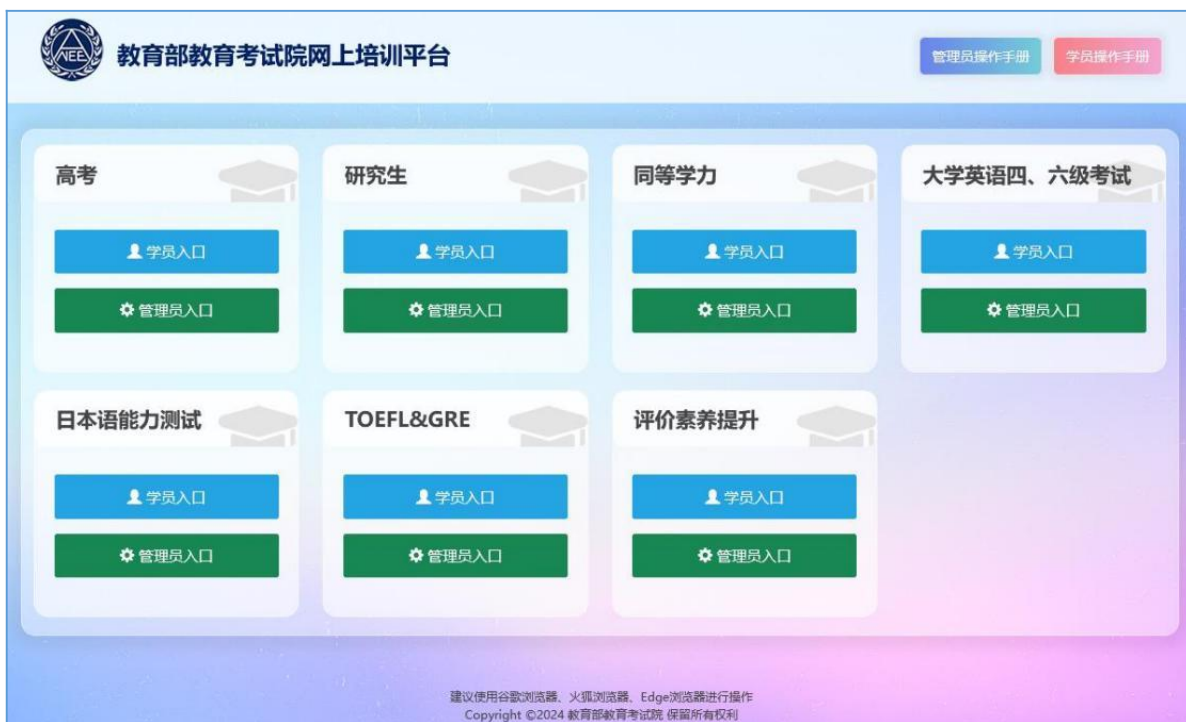 NEEA
教育部教育考试院网上培训平台
管理员操作手册
学员操作手册
高考
研究生
同等学力
大学英语四、六级考试
学员入口
学员入口
学员入口
学员入口
管理员入口
管理员入口
管理员入口
管理员入口
日本语能力测试
TOEFL&GRE
评价素养提升
学员入口
学员入口
学员入口
管理员入口
管理员入口
管理员入口
建议使用谷歌浏览器、火狐浏览器、Edge浏览器进行操作
Copyright ©2024 教育部教育考试院 保留所有权利